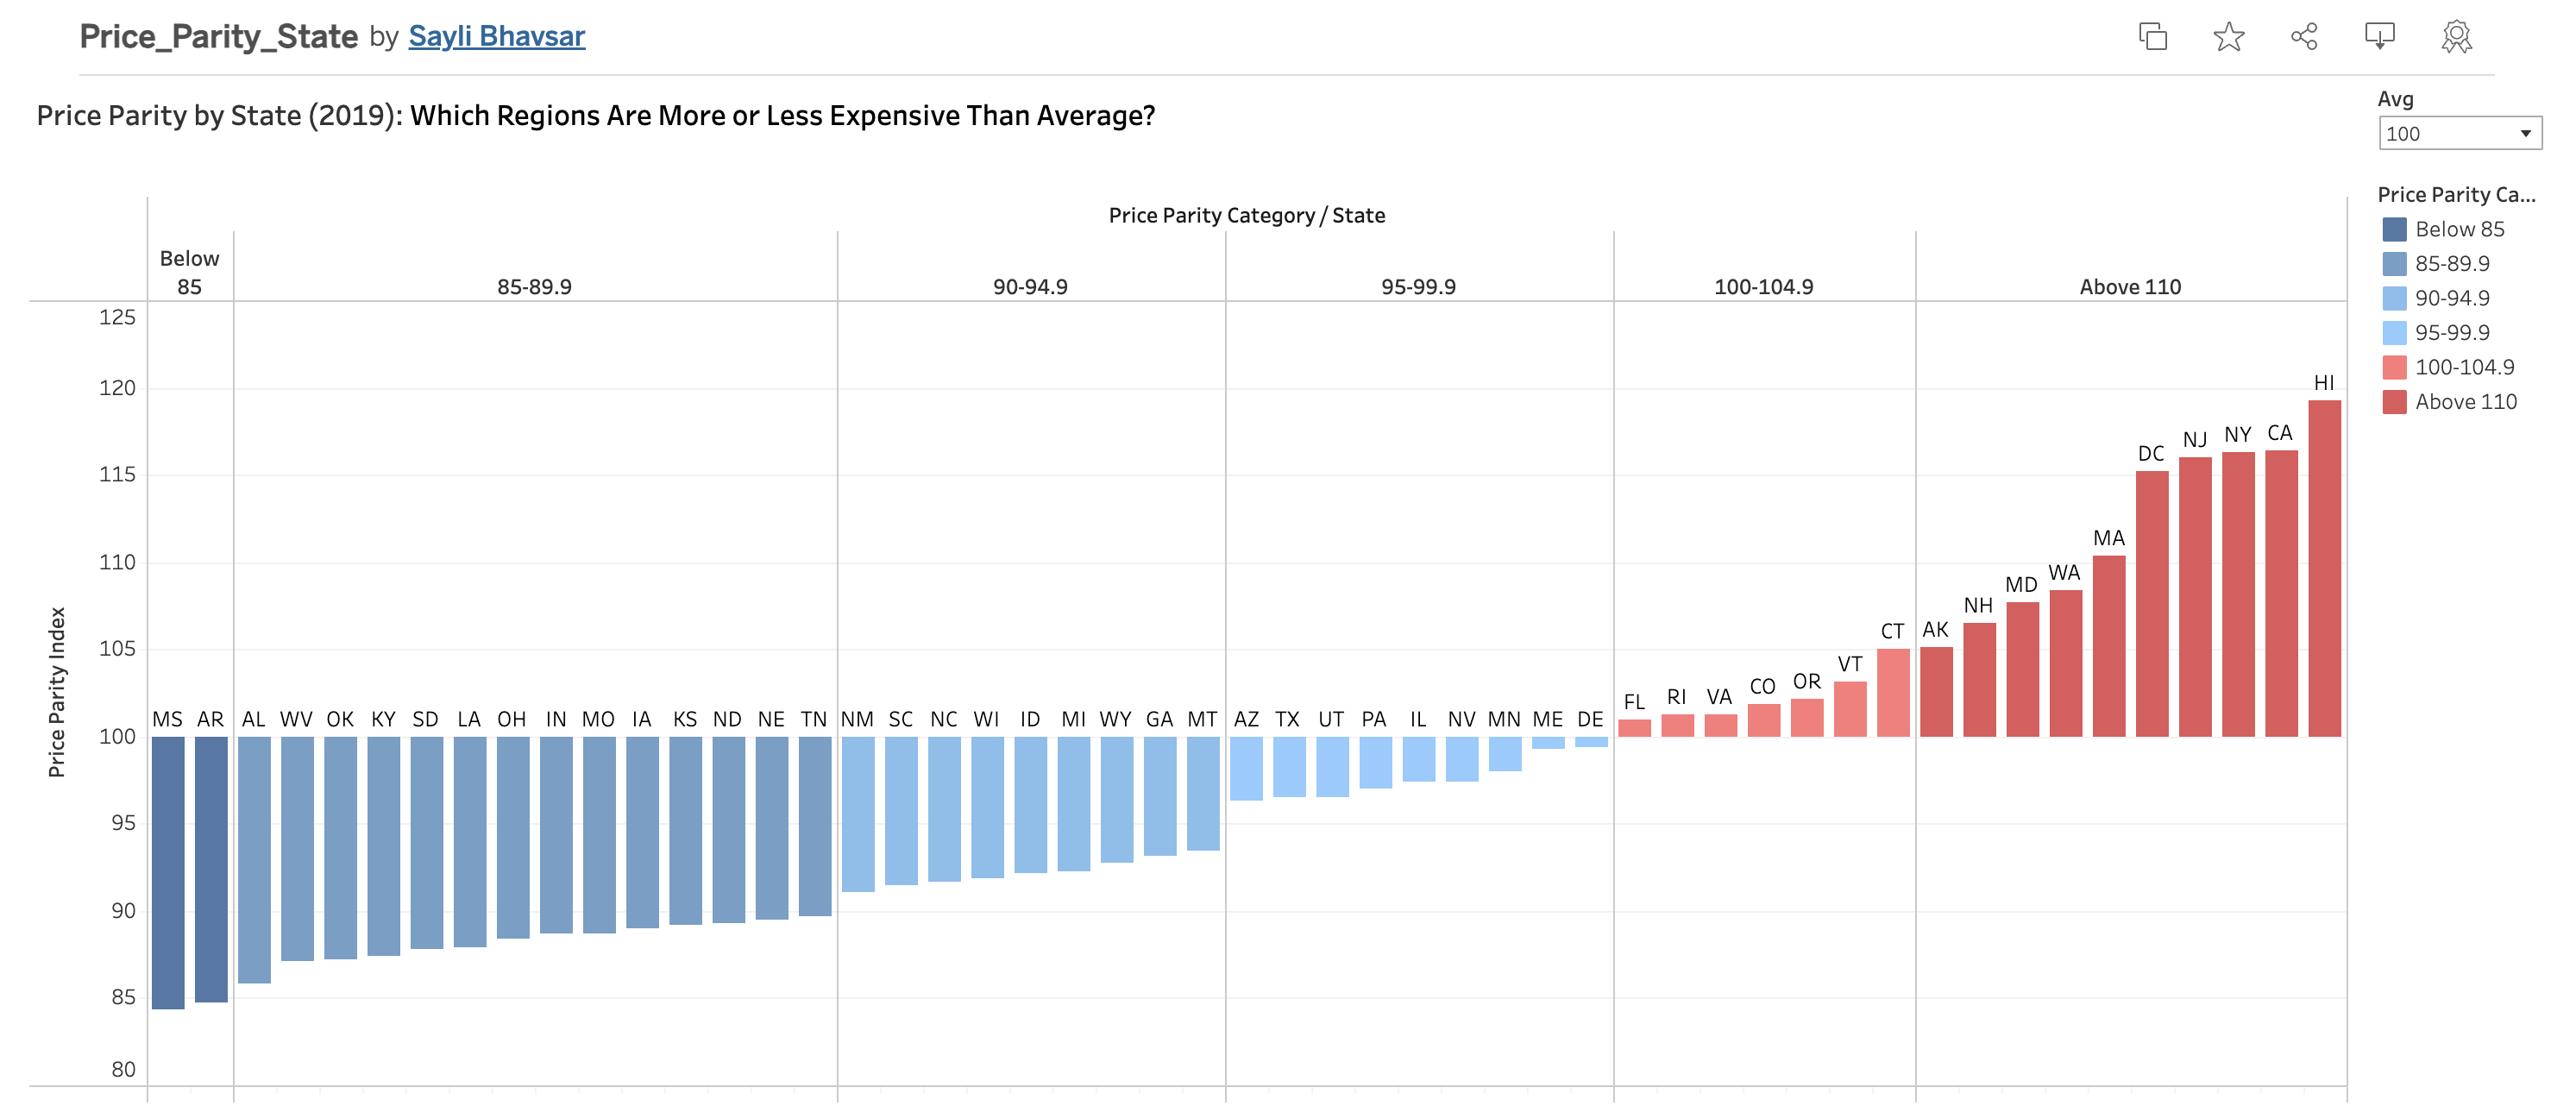 Price_Parity_State by Sayli Bhavsar
Price Parity by State (2019): Which Regions Are More or Less Expensive Than Average?
Avg
100
Price Parity Ca...
Below 85
85-89.9
90-94.9
95-99.9
100-104.9
Above 110
Price Parity Category / State
Below
85
85-89.9
90-94.9
95-99.9
100-104.9
Above 110
Price Parity Index
125
120
115
110
105
100
95
90
85
80
MS AR AL WV OK KY SD LA OH IN MO IA KS ND NE TN NM SC NC WI ID MI WY GA MT AZ TX UT PA IL NV MN ME DE FL RI VA CO OR VT CT AK NH MD WA MA DC NJ NY CA HI